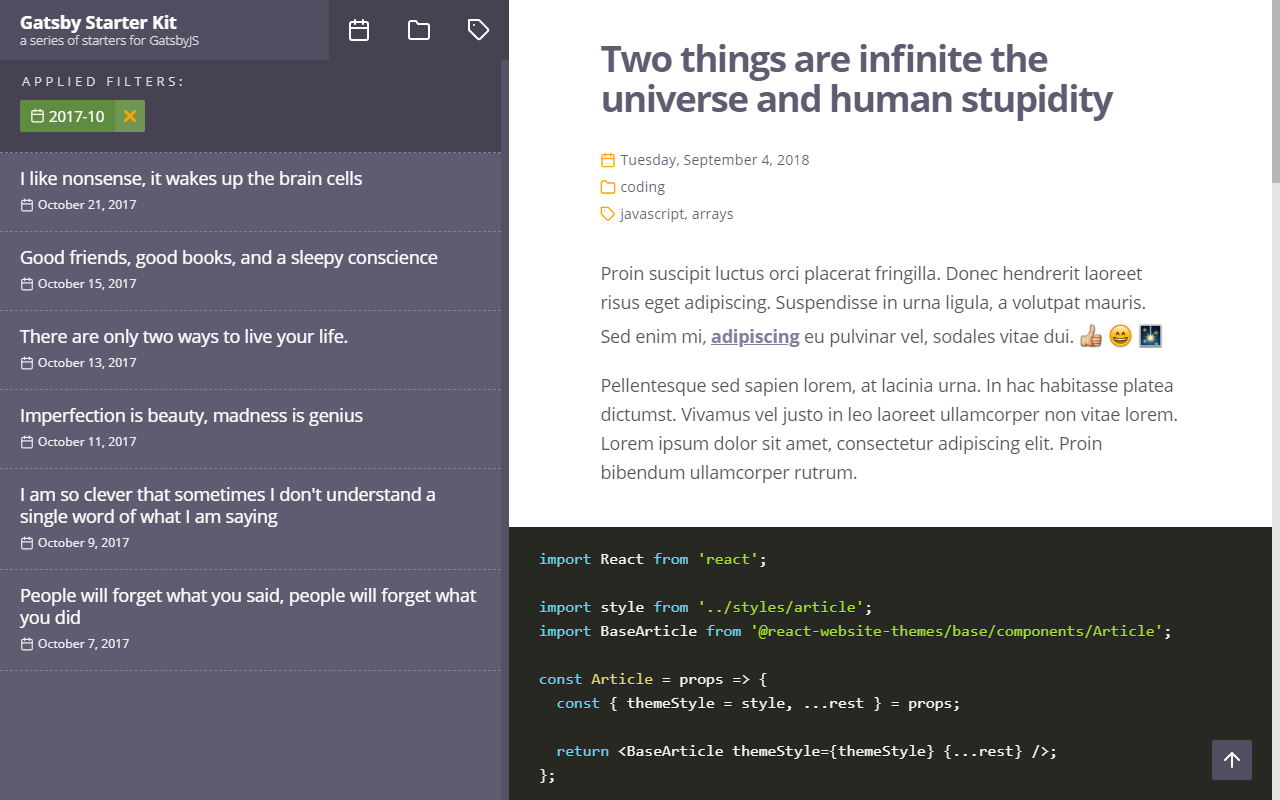 Gatsby Starter Kit
a series of starters for GatsbyJS
APPLIED FILTERS:
2017-10
I like nonsense, it wakes up the brain cells
October 21, 2017
Good friends, good books, and a sleepy conscience
October 15, 2017
There are only two ways to live your life.
October 13, 2017
Imperfection is beauty, madness is genius
October 11, 2017
I am so clever that sometimes I don't understand a
single word of what I am saying
October 9, 2017
People will forget what you said, people will forget what
you did
October 7, 2017
Two things are infinite the
universe and human stupidity
Tuesday, September 4, 2018
coding
javascript, arrays
Proin suscipit luctus orci placerat fringilla. Donec hendrerit laoreet
risus eget adipiscing. Suspendisse in urna ligula, a volutpat mauris.
Sed enim mi, adipiscing eu pulvinar vel, sodales vitae dui. 👍🏼 😄 🎆
Pellentesque sed sapien lorem, at lacinia urna. In hac habitasse platea
dictumst. Vivamus vel justo in leo laoreet ullamcorper non vitae lorem.
Lorem ipsum dolor sit amet, consectetur adipiscing elit. Proin
bibendum ullamcorper rutrum.
import React from 'react';
import style from '../styles/article';
import BaseArticle from '@react-website-themes/base/components/Article';
const Article = props => {
  const { themeStyle = style, ...rest } = props;
  return <BaseArticle themeStyle={themeStyle} {...rest} />;
};